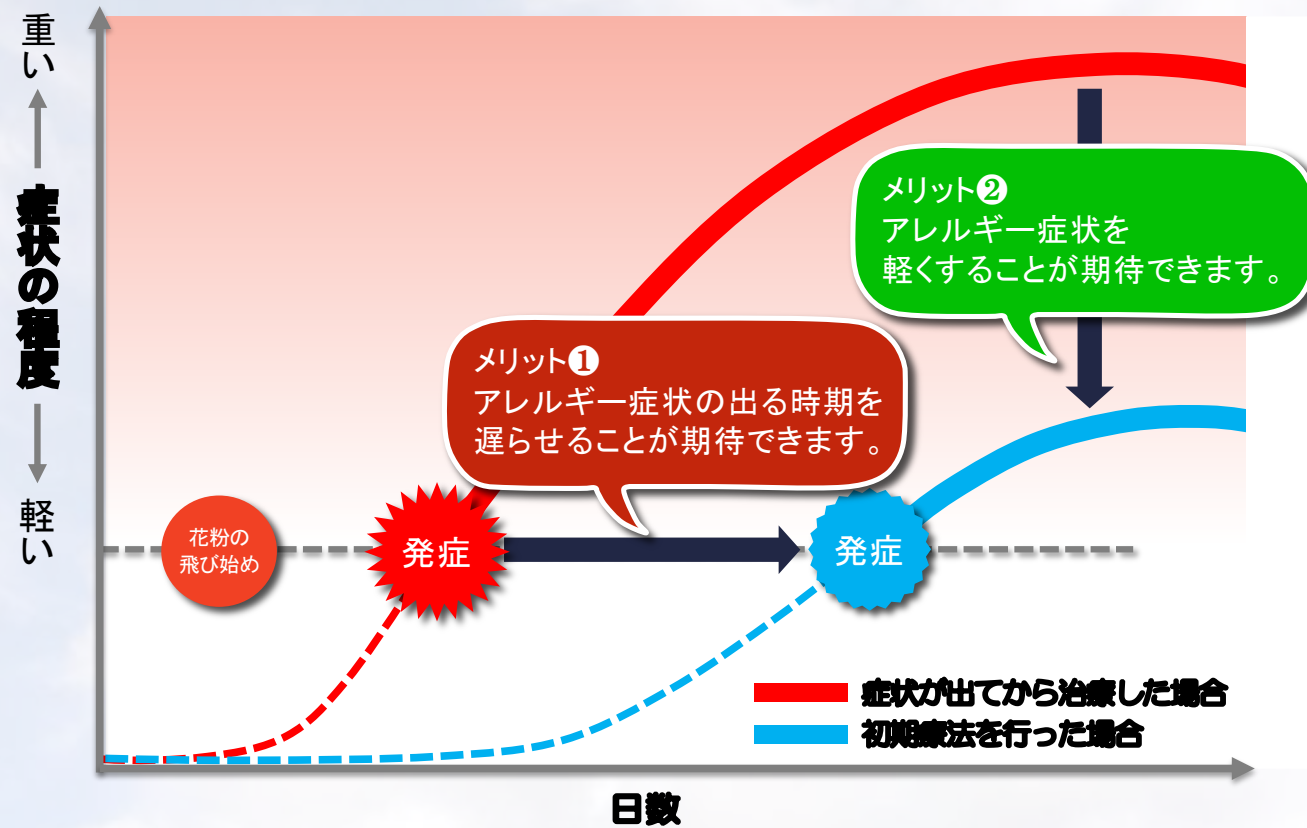 重い
症状の程度
軽い
メリット❷
アレルギー症状を
軽くすることが期待できます。
メリット❶
アレルギー症状の出る時期を
遅らせることが期待できます。
花粉の
飛び始め
発症
発症
症状が出てから治療した場合
初期療法を行った場合
日数